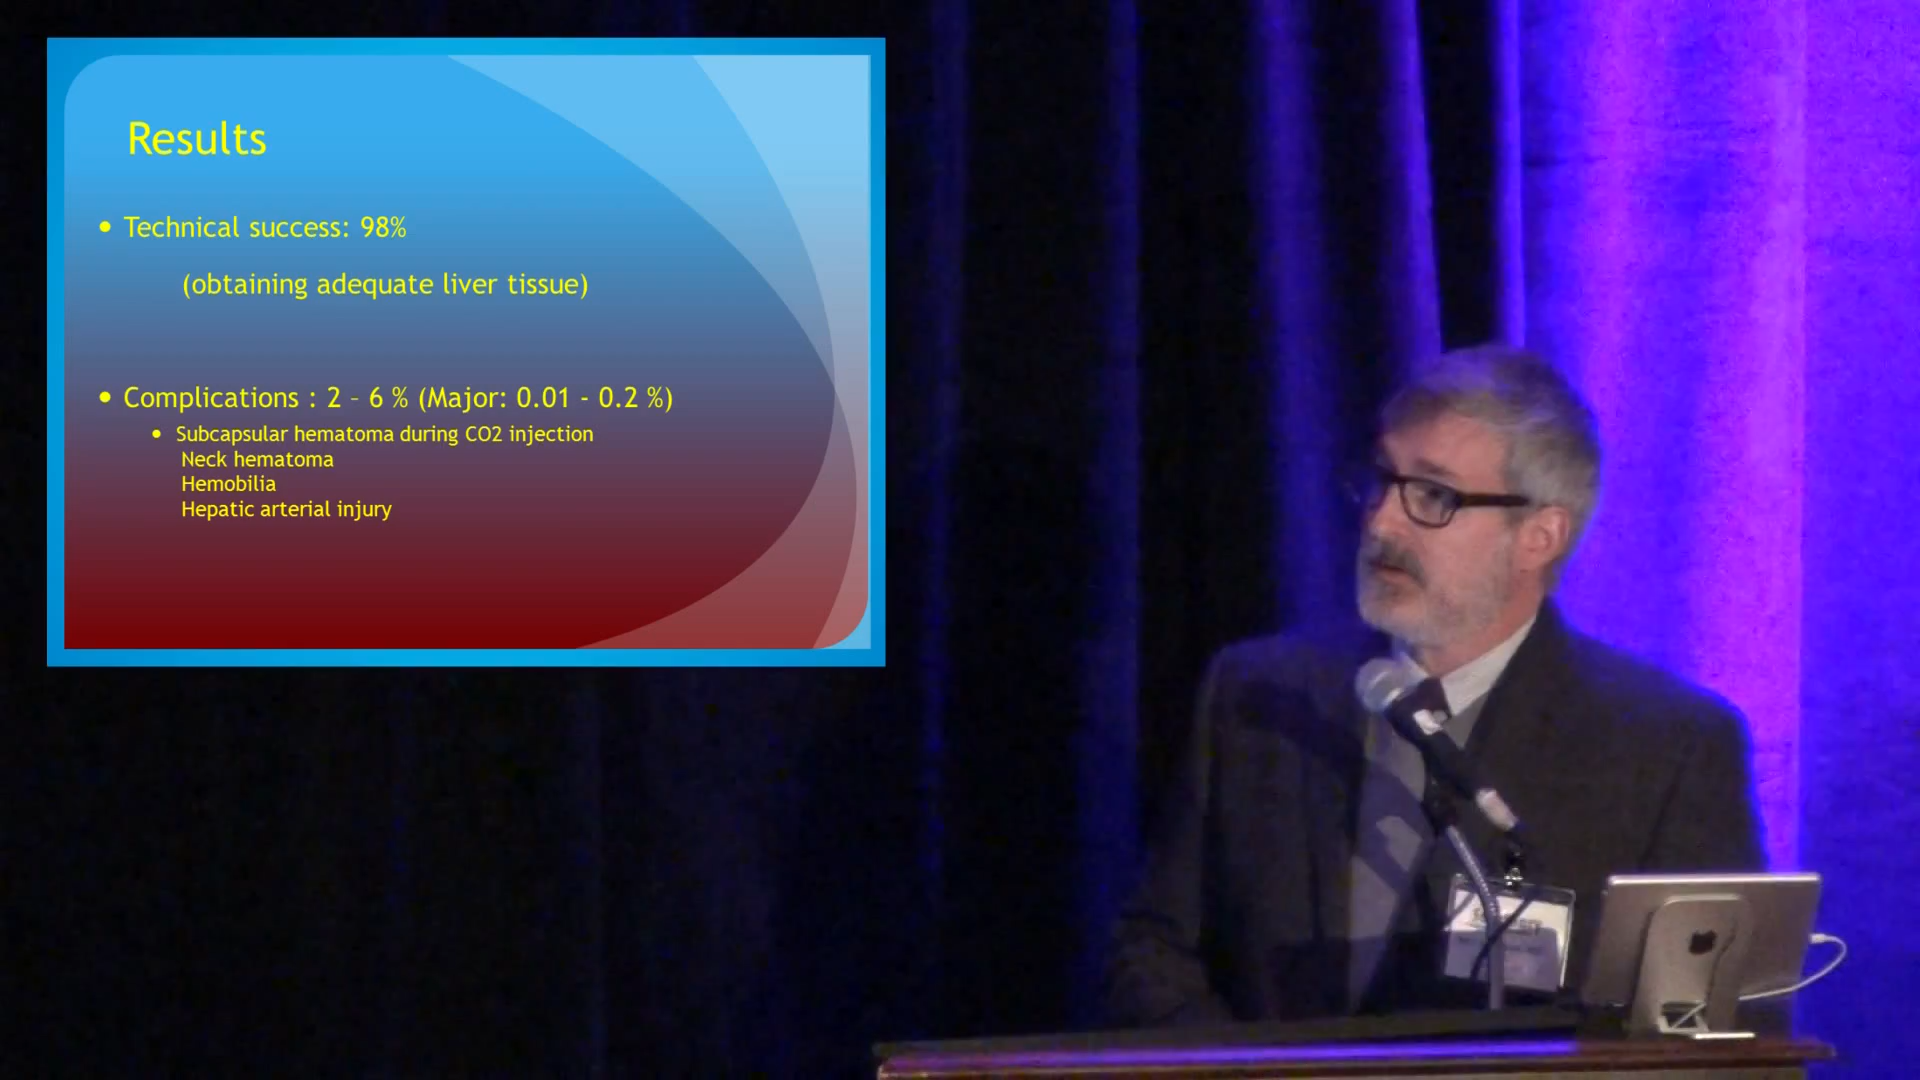 Results
• Technical success: 98%
(obtaining adequate liver tissue)
• Complications : 2 – 6 % (Major: 0.01 - 0.2 %)
• Subcapsular hematoma during CO2 injection
Neck hematoma
Hemobilia
Hepatic arterial injury